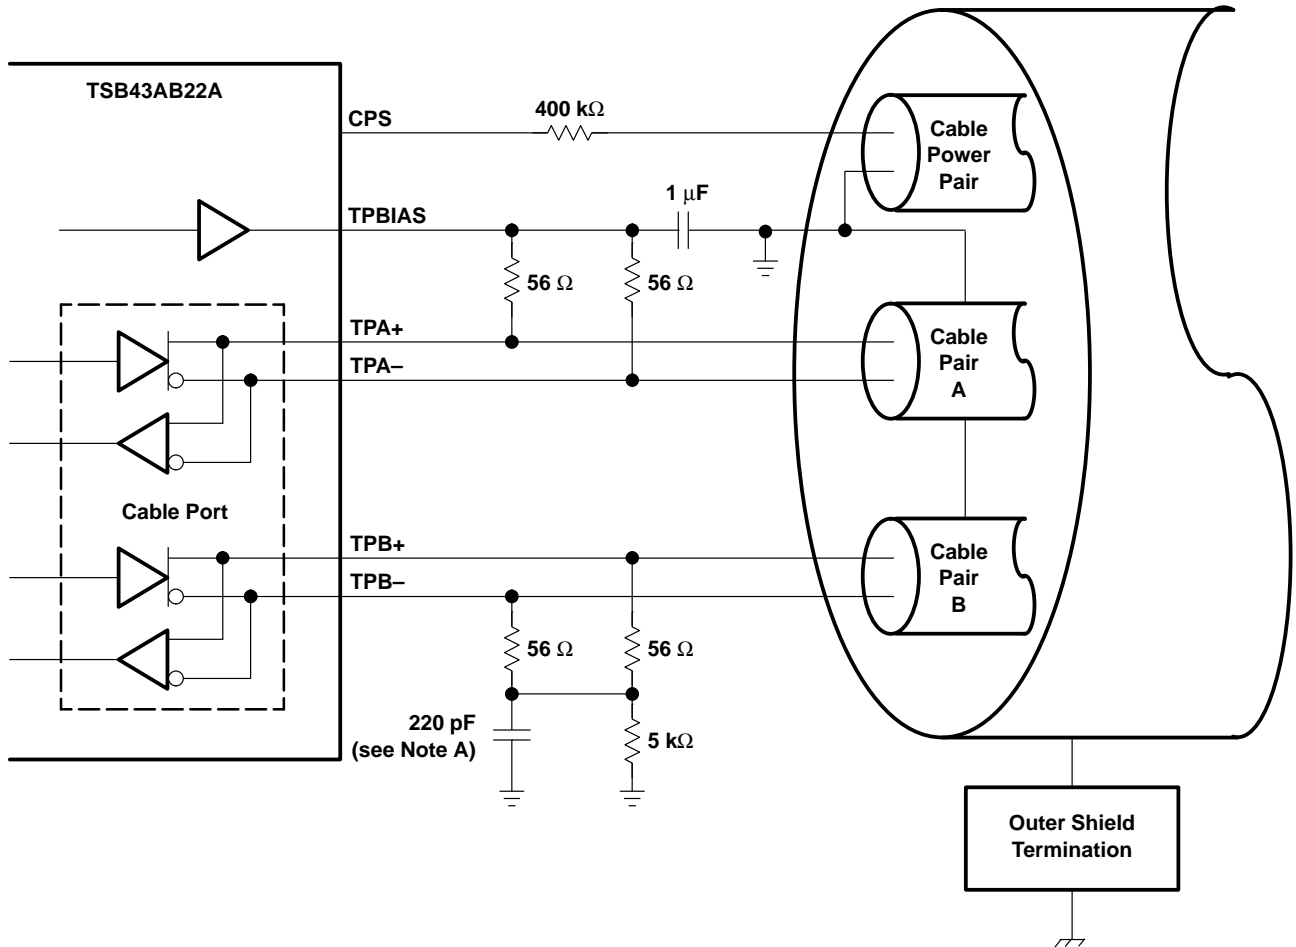 TSB43AB22A
CPS
400 kΩ
Cable
Power
Pair
TPBIAS
1 μF
56 Ω
56 Ω
TPA+
TPA–
Cable
Pair
A
Cable Port
TPB+
TPB–
Cable
Pair
B
56 Ω
56 Ω
220 pF
(see Note A)
5 kΩ
Outer Shield
Termination